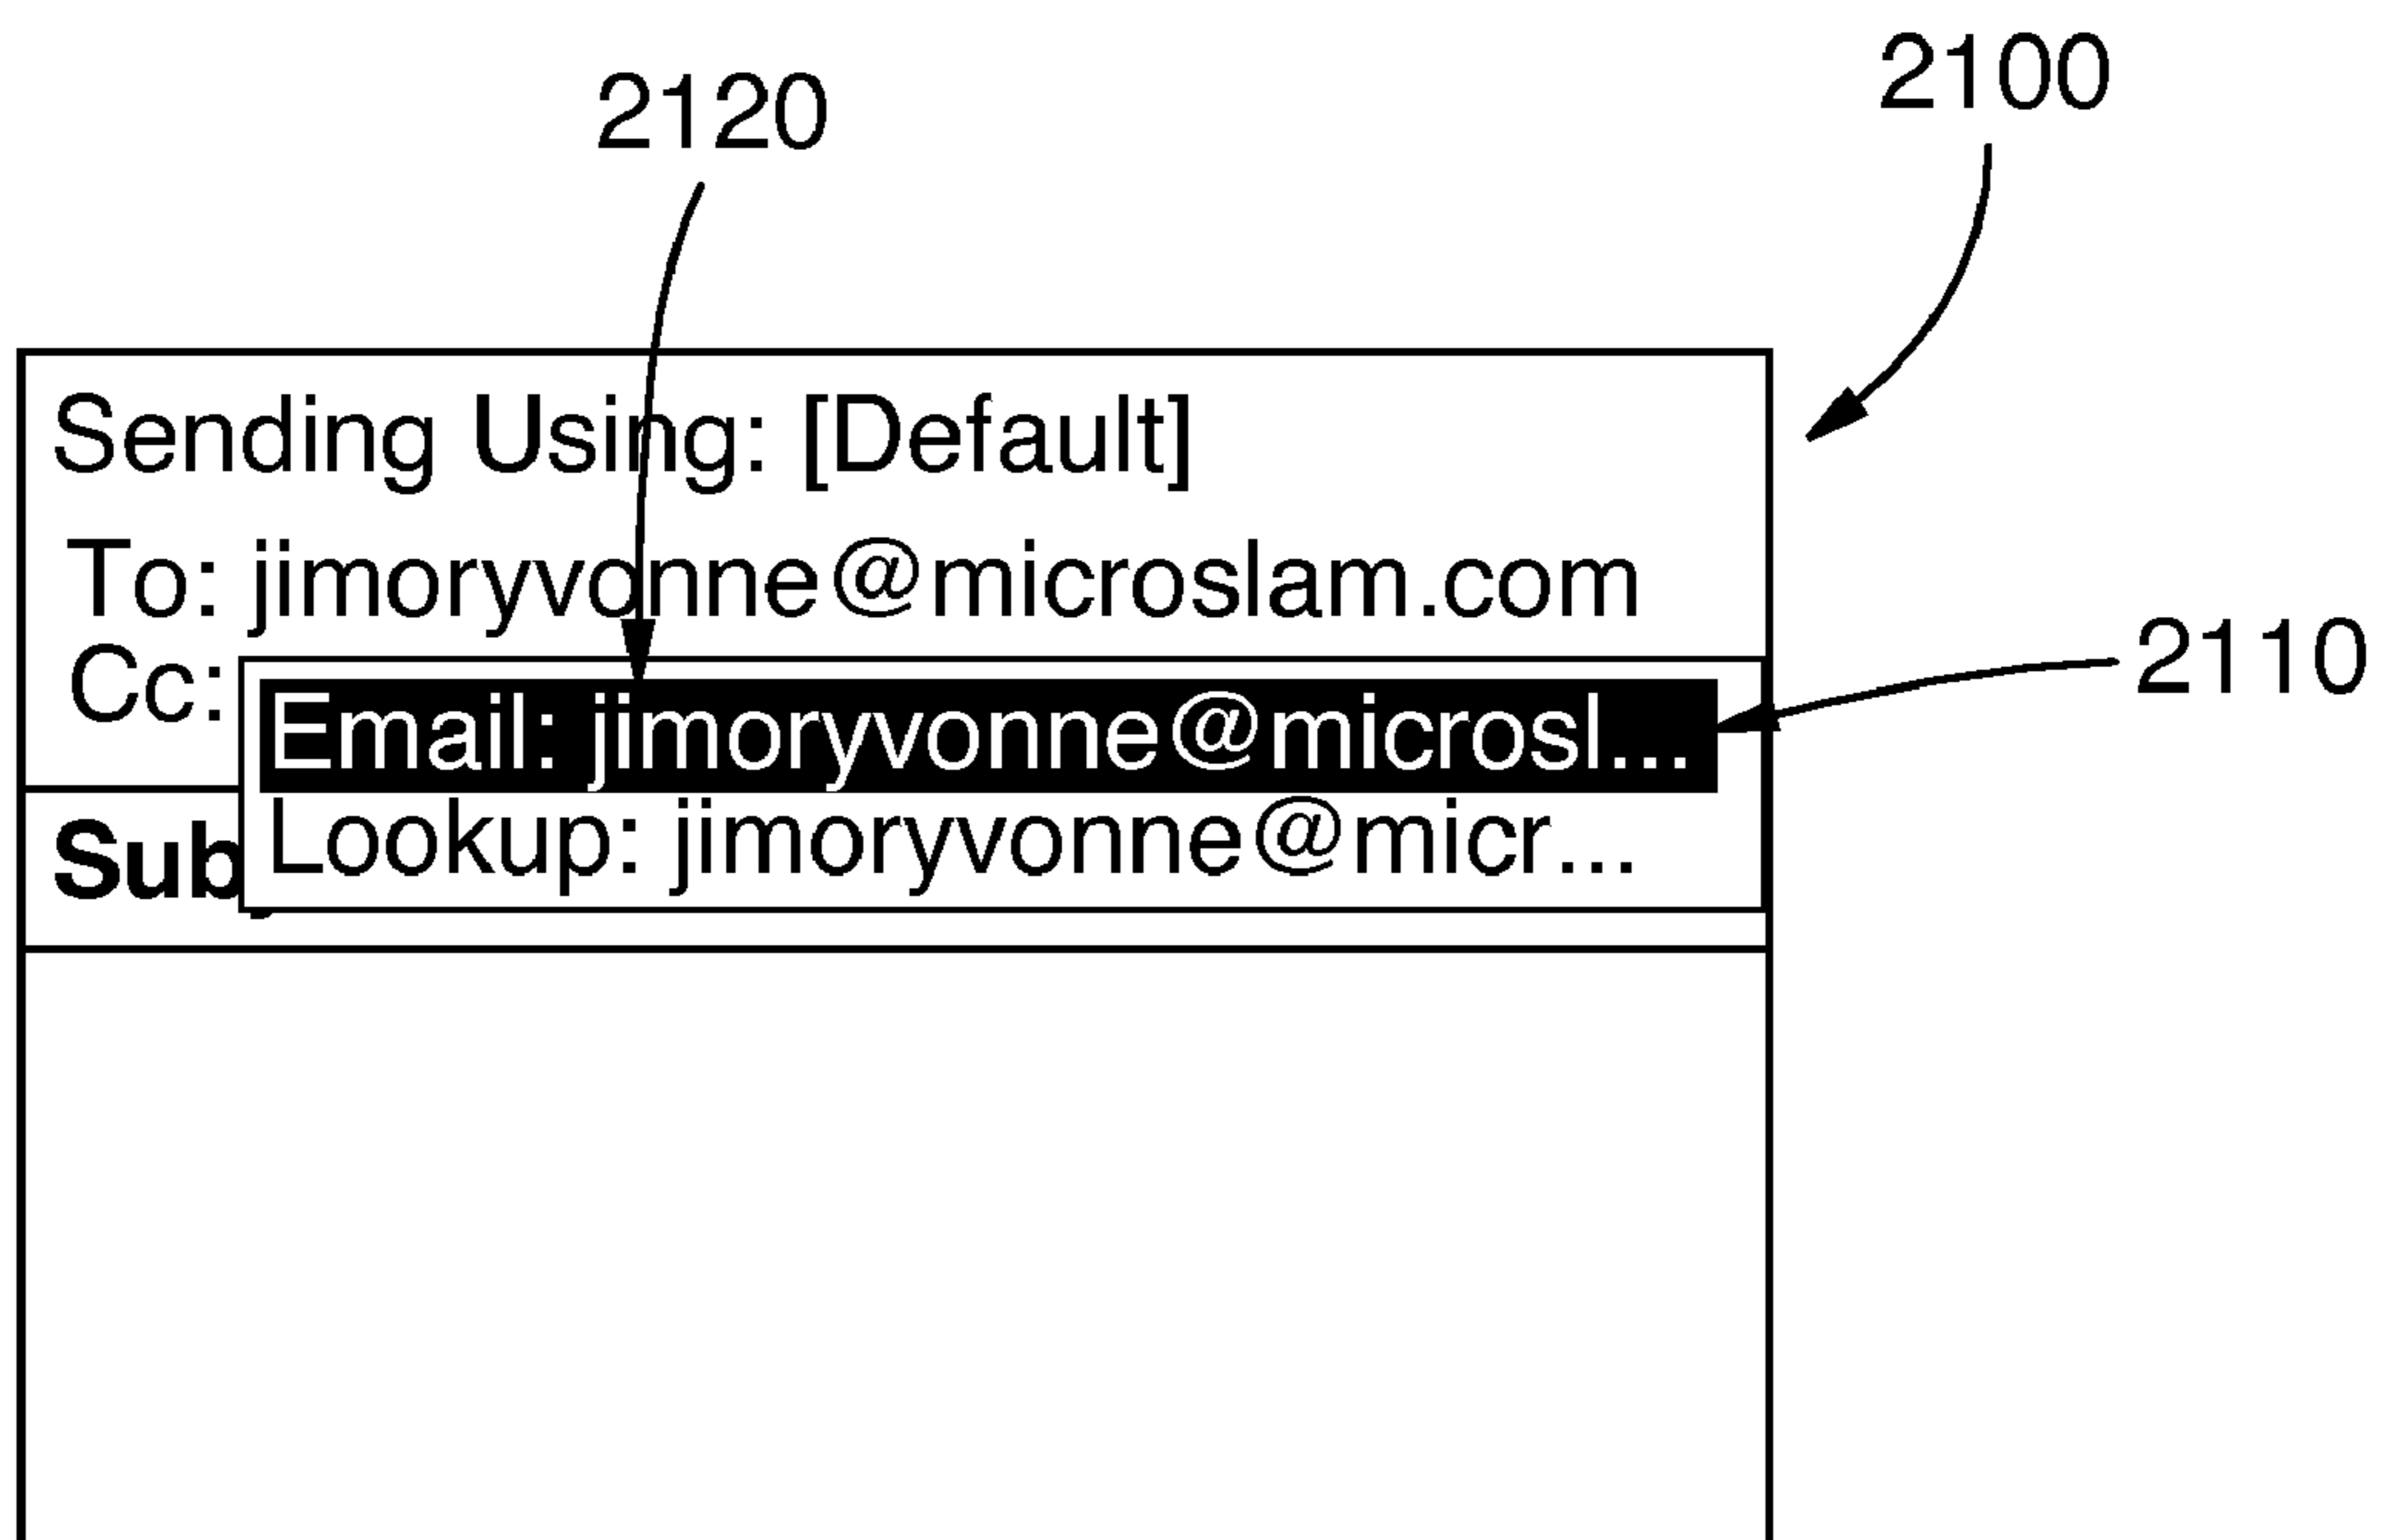 2100
2120
Sending Using: [Default]
To: jimoryvonne@microslam.com
Cc:
2110
Email: jimoryvonne@microsl...
Lookup: jimoryvonne@micr...
Sub